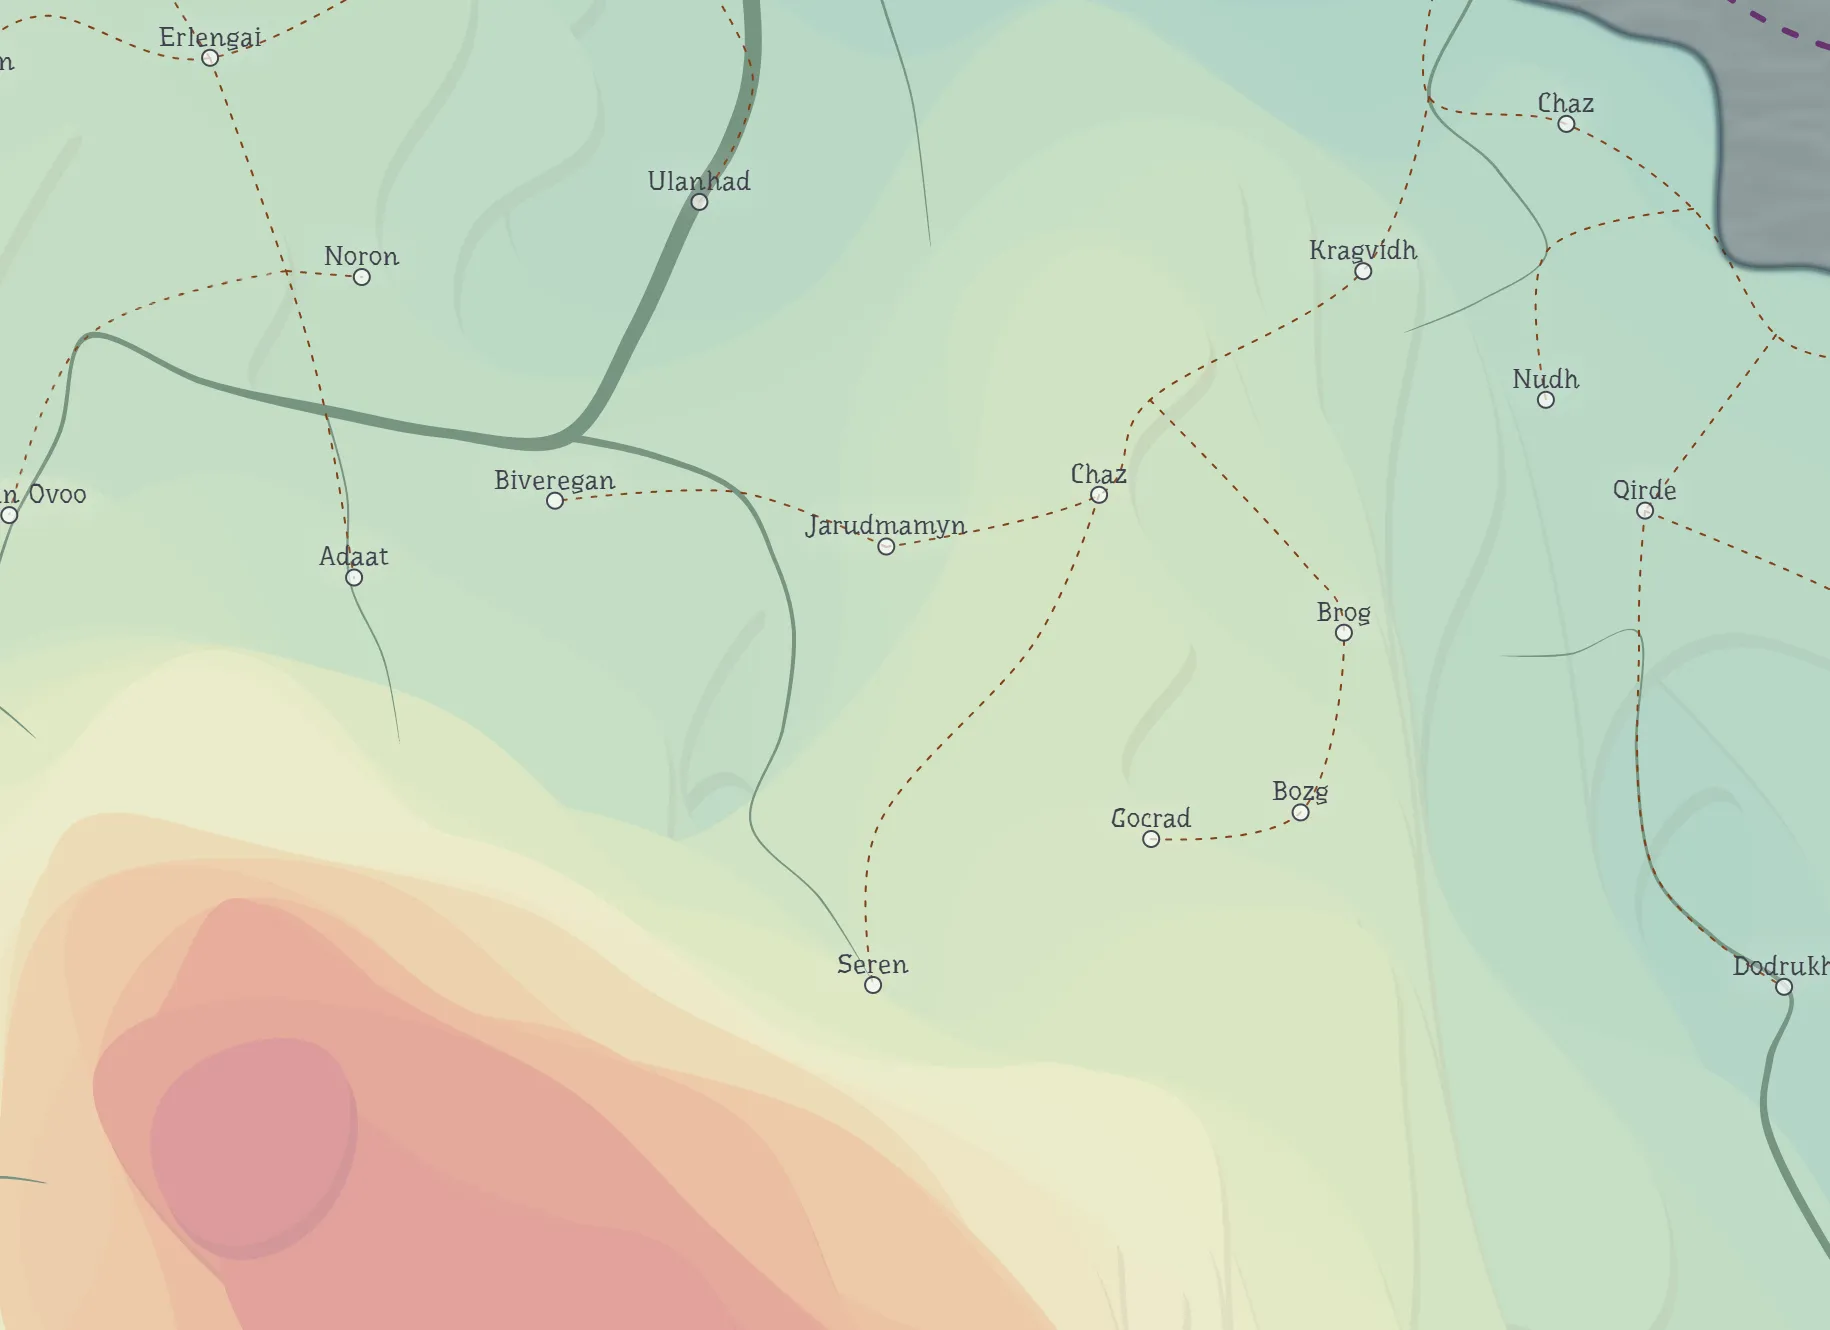 Erlengai
n
Chaz
Ulanhad
Noron
Kragvidh
Nudh
Biveregan
Chaz
n Ovoo
Qirde
Jarudmamyn
Adaat
Brog
Bozg
Gocrad
Seren
Dodrukh